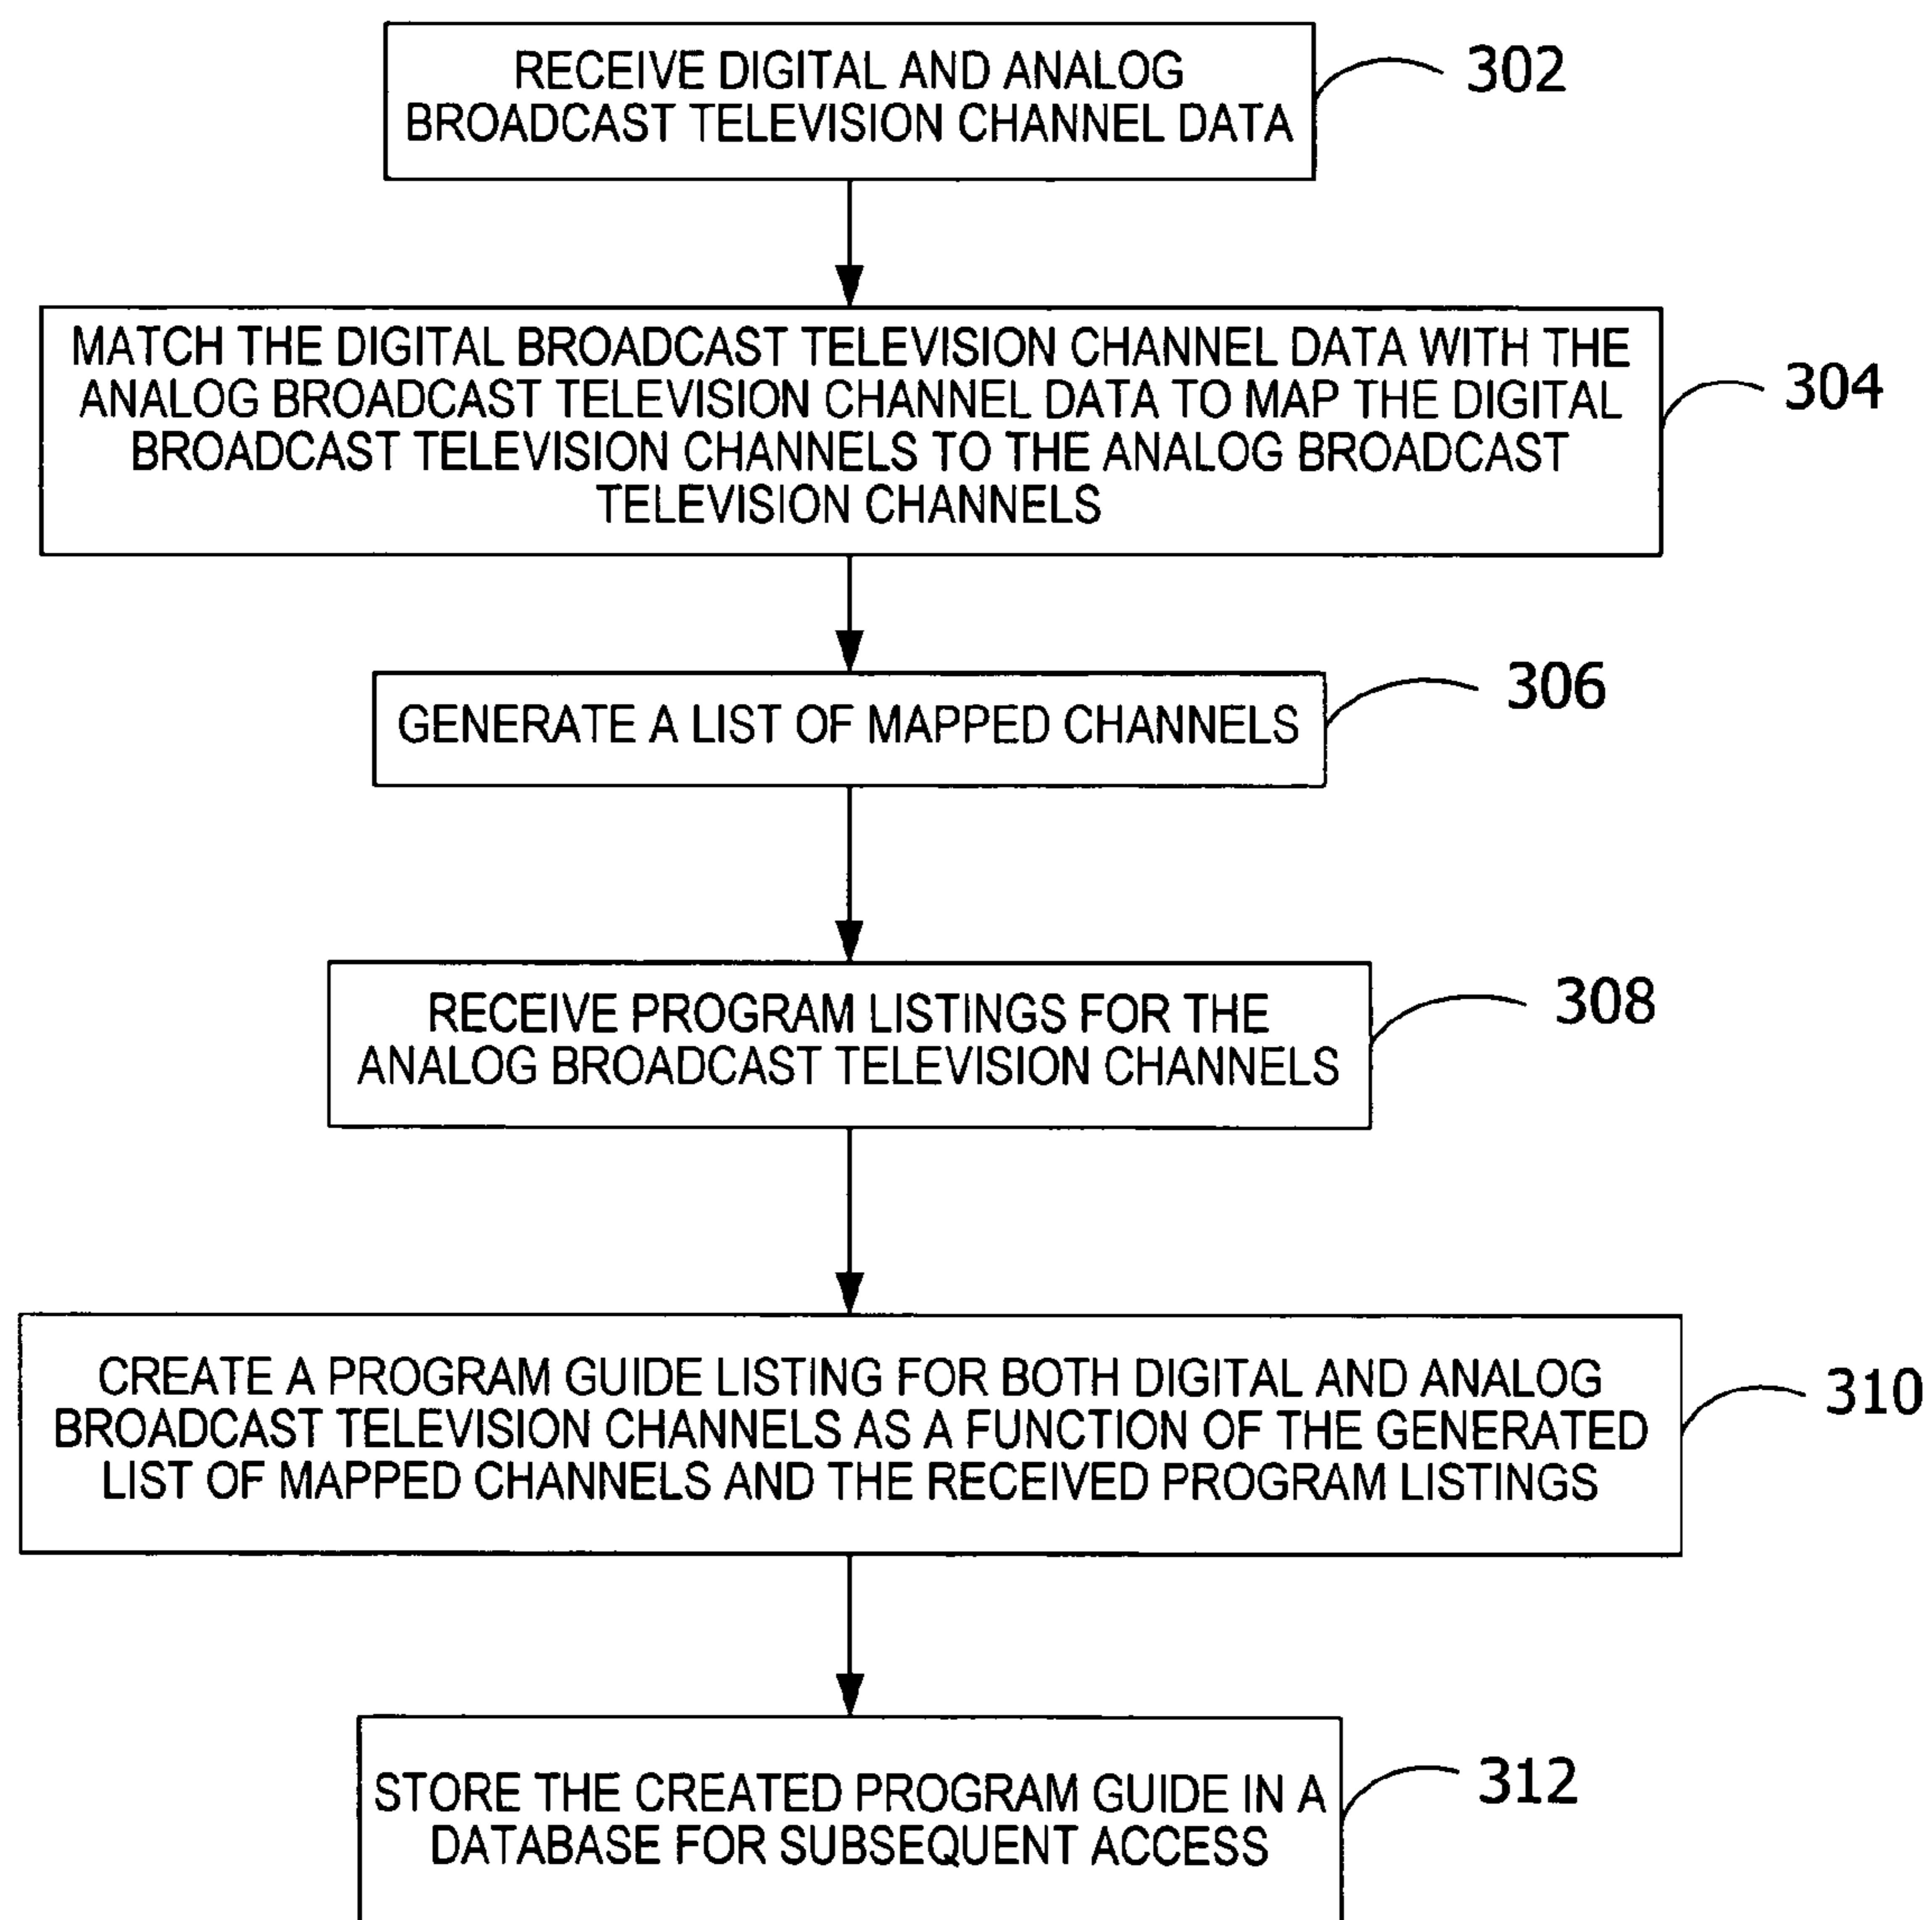 RECEIVE DIGITAL AND ANALOG
BROADCAST TELEVISION CHANNEL DATA
302
MATCH THE DIGITAL BROADCAST TELEVISION CHANNEL DATA WITH THE
ANALOG BROADCAST TELEVISION CHANNEL DATA TO MAP THE DIGITAL
BROADCAST TELEVISION CHANNELS TO THE ANALOG BROADCAST
TELEVISION CHANNELS
304
GENERATE A LIST OF MAPPED CHANNELS
306
RECEIVE PROGRAM LISTINGS FOR THE
ANALOG BROADCAST TELEVISION CHANNELS
308
CREATE A PROGRAM GUIDE LISTING FOR BOTH DIGITAL AND ANALOG
BROADCAST TELEVISION CHANNELS AS A FUNCTION OF THE GENERATED
LIST OF MAPPED CHANNELS AND THE RECEIVED PROGRAM LISTINGS
310
STORE THE CREATED PROGRAM GUIDE IN A
DATABASE FOR SUBSEQUENT ACCESS
312